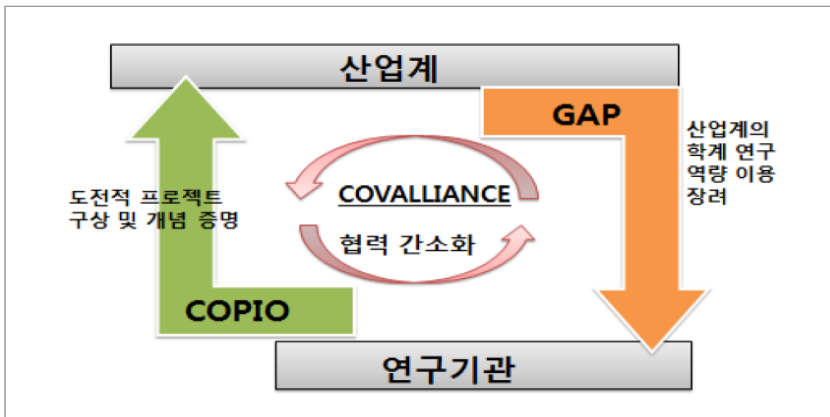 산업계
GAP
산업계의
학계 연구
역량 이용
장려
도전적 프로젝트
구상 및 개념 증명
COVALLIANCE
협력 간소화
COPIO
연구기관